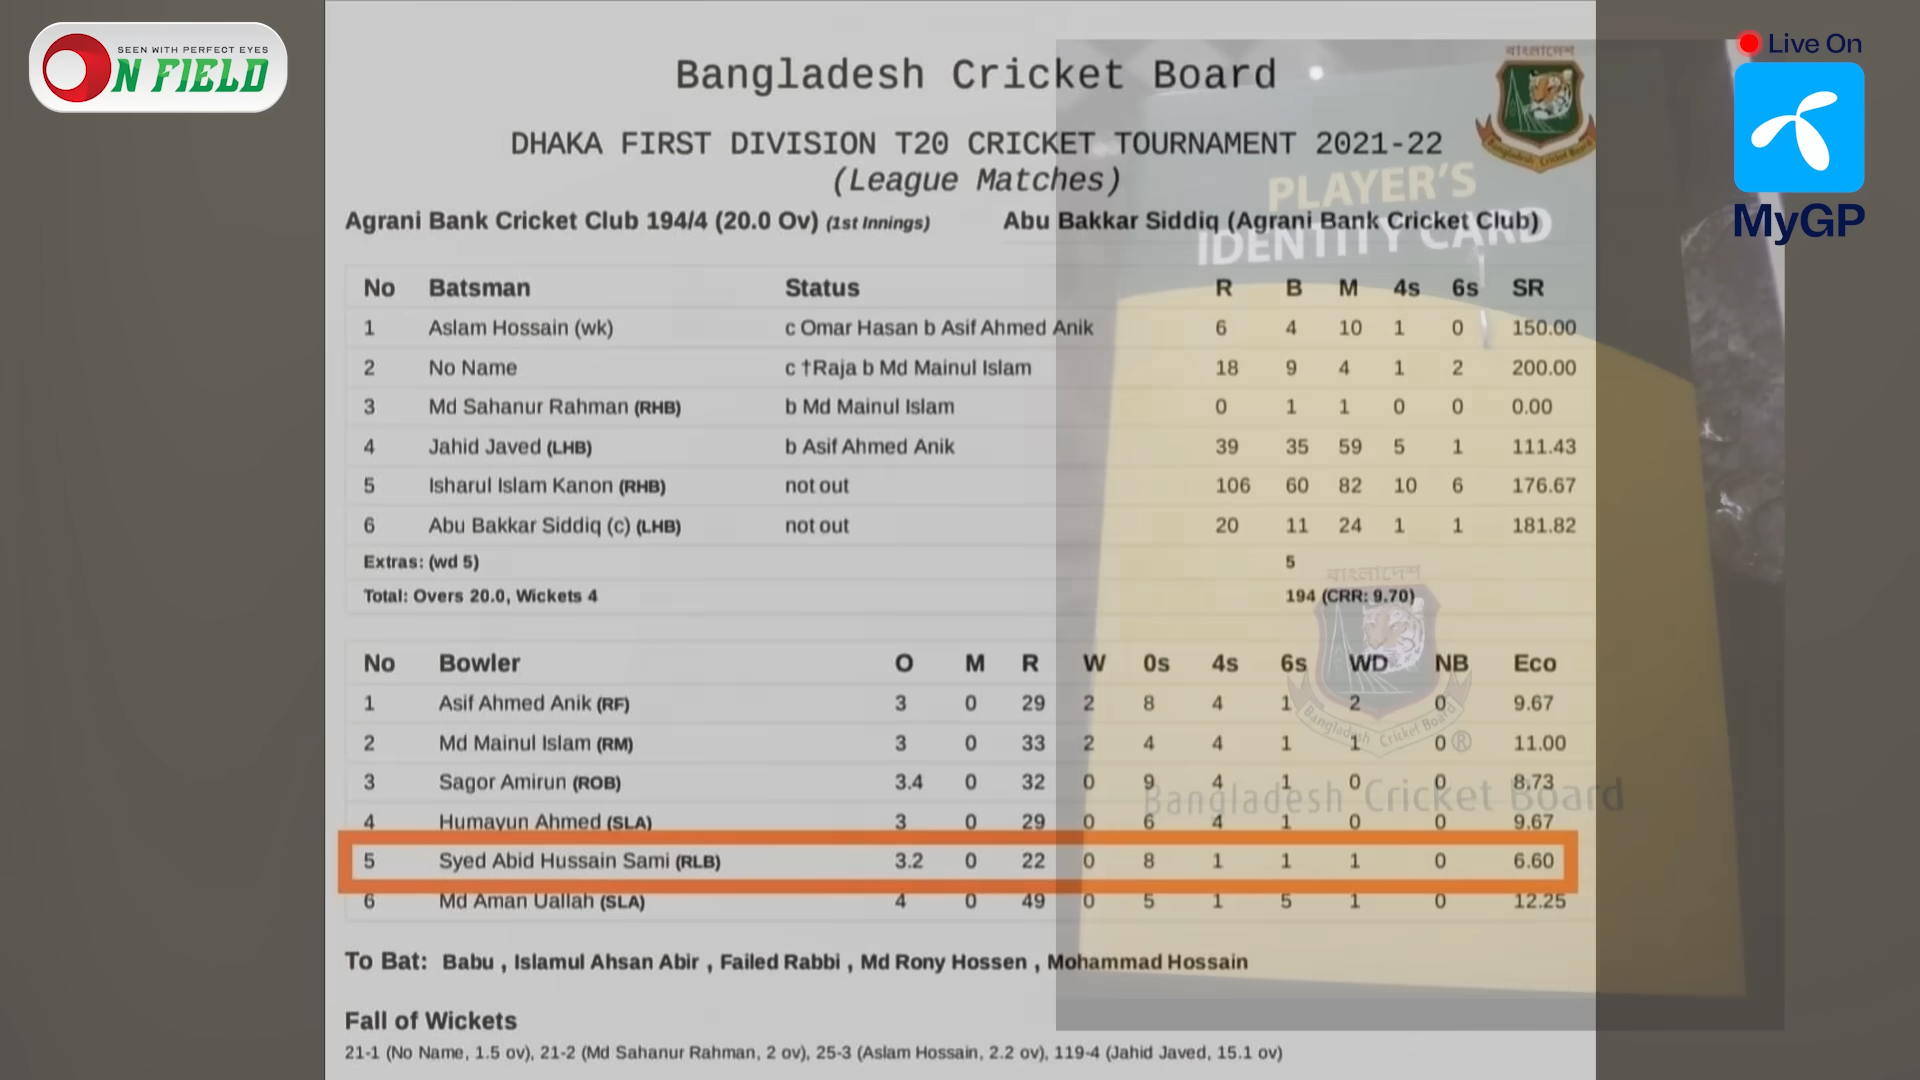 SEEN WITH PERFECT EYES
ON FIELD
Live On
MyGP
Bangladesh Cricket Board
DHAKA FIRST DIVISION T20 CRICKET TOURNAMENT 2021-22
(League Matches)
বাংলাদেশ
Bangladesh Cricket Board
PLAYER'S
IDENTITY CARD
Agrani Bank Cricket Club 194/4 (20.0 Ov) (1st Innings) Abu Bakkar Siddiq (Agrani Bank Cricket Club)
No Batsman Status R B M 4s 6s SR
1 Aslam Hossain (wk) c Omar Hasan b Asif Ahmed Anik 6 4 10 1 0 150.00
2 No Name c †Raja b Md Mainul Islam 18 9 4 1 2 200.00
3 Md Sahanur Rahman (RHB) b Md Mainul Islam 0 1 1 0 0 0.00
4 Jahid Javed (LHB) b Asif Ahmed Anik 39 35 59 5 1 111.43
5 Isharul Islam Kanon (RHB) not out 106 60 82 10 6 176.67
6 Abu Bakkar Siddiq (c) (LHB) not out 20 11 24 1 1 181.82
Extras: (wd 5) 5
Total: Overs 20.0, Wickets 4 194 (CRR: 9.70)
No Bowler O M R W 0s 4s 6s WD NB Eco
1 Asif Ahmed Anik (RF) 3 0 29 2 8 4 1 2 0 9.67
2 Md Mainul Islam (RM) 3 0 33 2 4 4 1 1 0 11.00
3 Sagor Amirun (ROB) 3.4 0 32 0 9 4 1 0 0 8.73
4 Humayun Ahmed (SLA) 3 0 29 0 6 4 1 0 0 9.67
5 Syed Abid Hussain Sami (RLB) 3.2 0 22 0 8 1 1 1 0 6.60
6 Md Aman Uallah (SLA) 4 0 49 0 5 1 5 1 0 12.25
বাংলাদেশ
Bangladesh Cricket Board
®
Bangladesh Cricket Board
To Bat: Babu , Islamul Ahsan Abir , Failed Rabbi , Md Rony Hossen , Mohammad Hossain
Fall of Wickets
21-1 (No Name, 1.5 ov), 21-2 (Md Sahanur Rahman, 2 ov), 25-3 (Aslam Hossain, 2.2 ov), 119-4 (Jahid Javed, 15.1 ov)